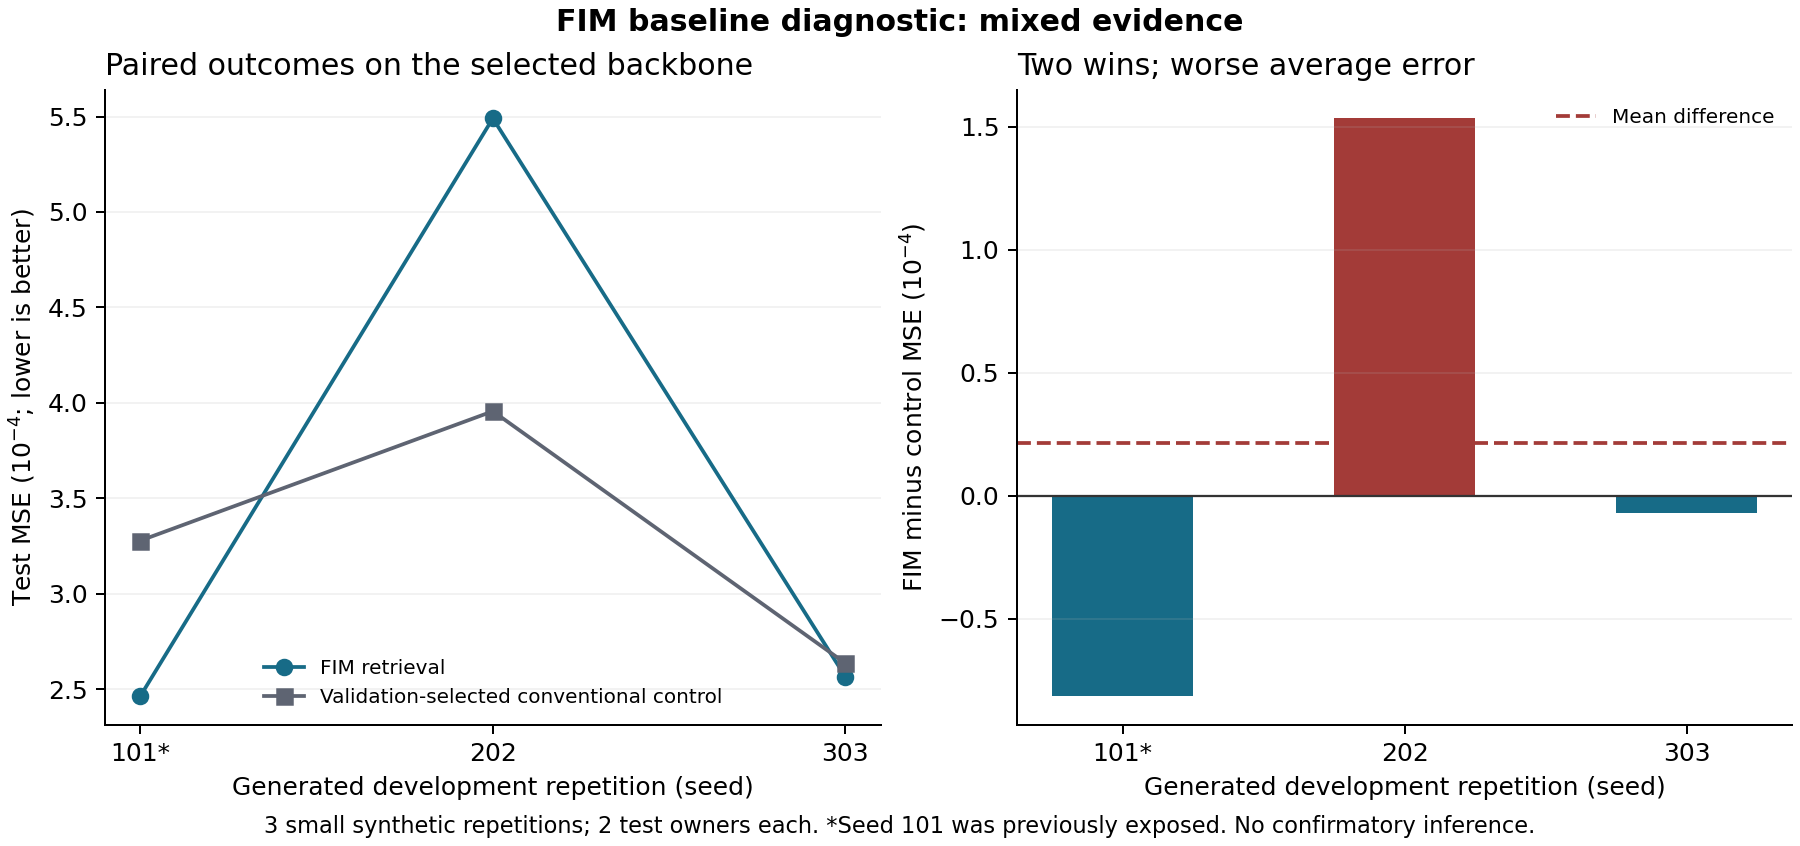 FIM baseline diagnostic: mixed evidence
Paired outcomes on the selected backbone
Test MSE (10⁻⁴; lower is better)
5.5
5.0
4.5
4.0
3.5
3.0
2.5
FIM retrieval
Validation-selected conventional control
101*
202
303
Generated development repetition (seed)
Two wins; worse average error
FIM minus control MSE (10⁻⁴)
1.5
1.0
0.5
0.0
−0.5
Mean difference
101*
202
303
Generated development repetition (seed)
3 small synthetic repetitions; 2 test owners each. *Seed 101 was previously exposed. No confirmatory inference.